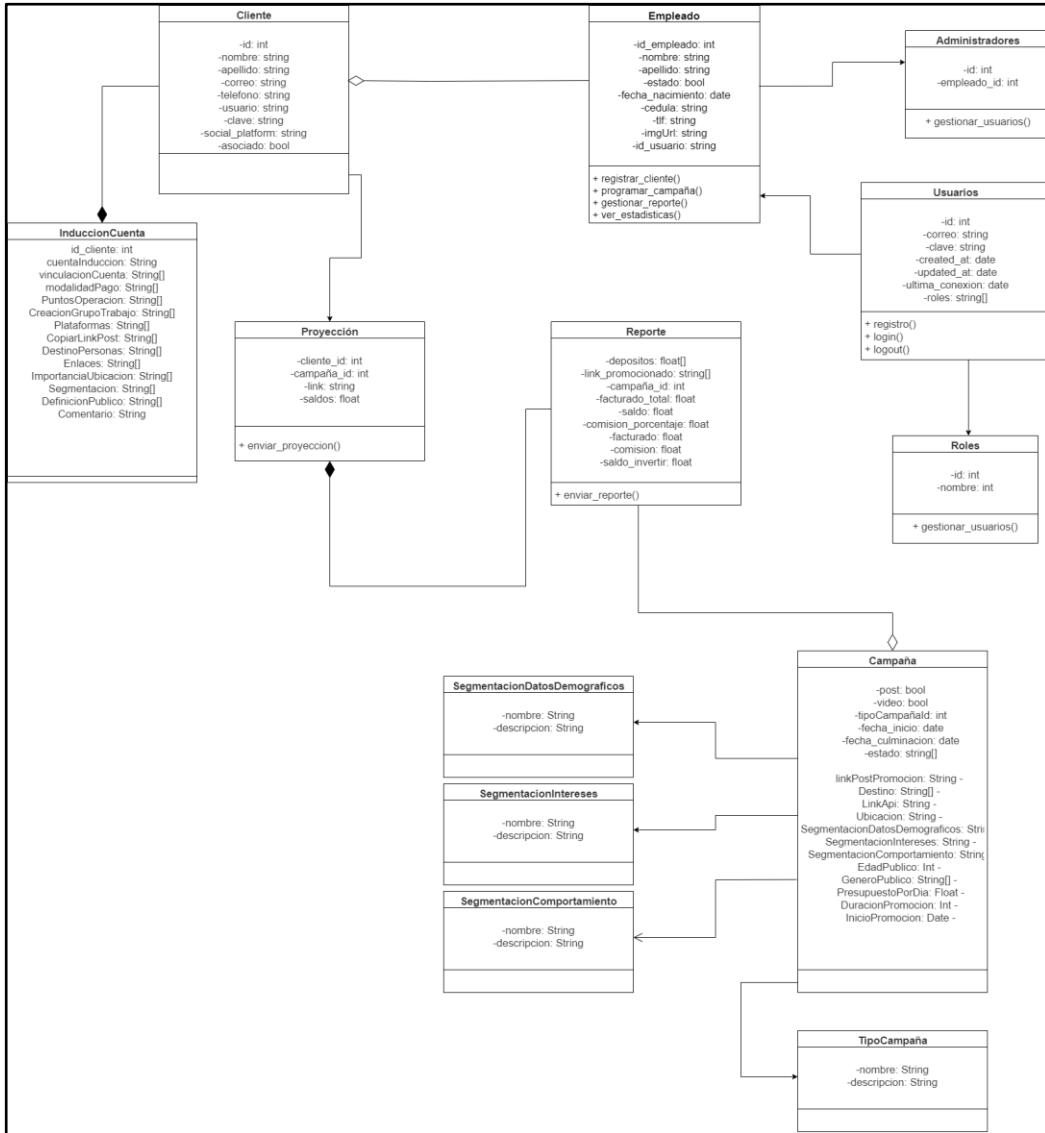 Cliente
-id: int
-nombre: string
-apellido: string
-correo: string
-telefono: string
-usuario: string
-clave: string
-social_platform: string
-asociado: bool
Empleado
-id_empleado: int
-nombre: string
-apellido: string
-estado: bool
-fecha_nacimiento: date
-cedula: string
-tlf: string
-imgUrl: string
-id_usuario: string
+ registrar_cliente()
+ programar_campaña()
+ gestionar_reporte()
+ ver_estadisticas()
Administradores
-id: int
-empleado_id: int
+ gestionar_usuarios()
Usuarios
-id: int
-correo: string
-clave: string
-created_at: date
-updated_at: date
-ultima_conexion: date
-roles: string[]
+ registro()
+ login()
+ logout()
InduccionCuenta
id_cliente: int
cuentaInduccion: String
vinculacionCuenta: String[]
modalidadPago: String[]
PuntosOperacion: String[]
CreacionGrupoTrabajo: String[]
Plataformas: String[]
CopiarLinkPost: String[]
DestinoPersonas: String[]
Enlaces: String[]
ImportanciaUbicacion: String[]
Segmentacion: String[]
DefinicionPublico: String[]
Comentario: String
Proyección
-cliente_id: int
-campaña_id: int
-link: string
-saldos: float
+ enviar_proyeccion()
Reporte
-depositos: float[]
-link_promocionado: string[]
-campaña_id: int
-facturado_total: float
-saldo: float
-comision_porcentaje: float
-facturado: float
-comision: float
-saldo_invertir: float
+ enviar_reporte()
Roles
-id: int
-nombre: int
+ gestionar_usuarios()
Campaña
-post: bool
-video: bool
-tipoCampañaId: int
-fecha_inicio: date
-fecha_culminacion: date
-estado: string[]
linkPostPromocion: String -
Destino: String[] -
LinkApi: String -
Ubicacion: String -
SegmentacionDatosDemograficos: Stri
SegmentacionIntereses: String -
SegmentacionComportamiento: String
EdadPublico: Int -
GeneroPublico: String[] -
PresupuestoPorDia: Float -
DuracionPromocion: Int -
InicioPromocion: Date -
SegmentacionDatosDemograficos
-nombre: String
-descripcion: String
SegmentacionIntereses
-nombre: String
-descripcion: String
SegmentacionComportamiento
-nombre: String
-descripcion: String
TipoCampaña
-nombre: String
-descripcion: String